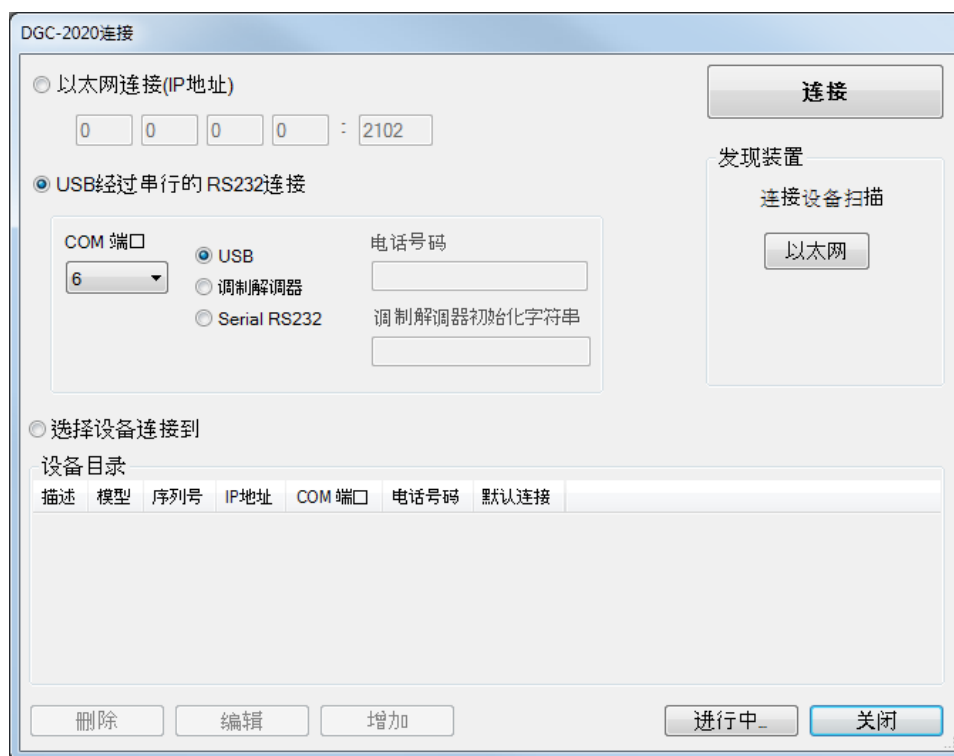 DGC-2020连接
以太网连接(IP地址)
连接
0 0 0 0 : 2102
发现装置
USB经过串行的 RS232连接
连接设备扫描
COM 端口
电话号码
USB
以太网
6
调制解调器
Serial RS232
调制解调器初始化字符串
选择设备连接到
设备目录
描述 模型 序列号 IP地址 COM 端口 电话号码 默认连接
删除 编辑 增加 进行中_ 关闭